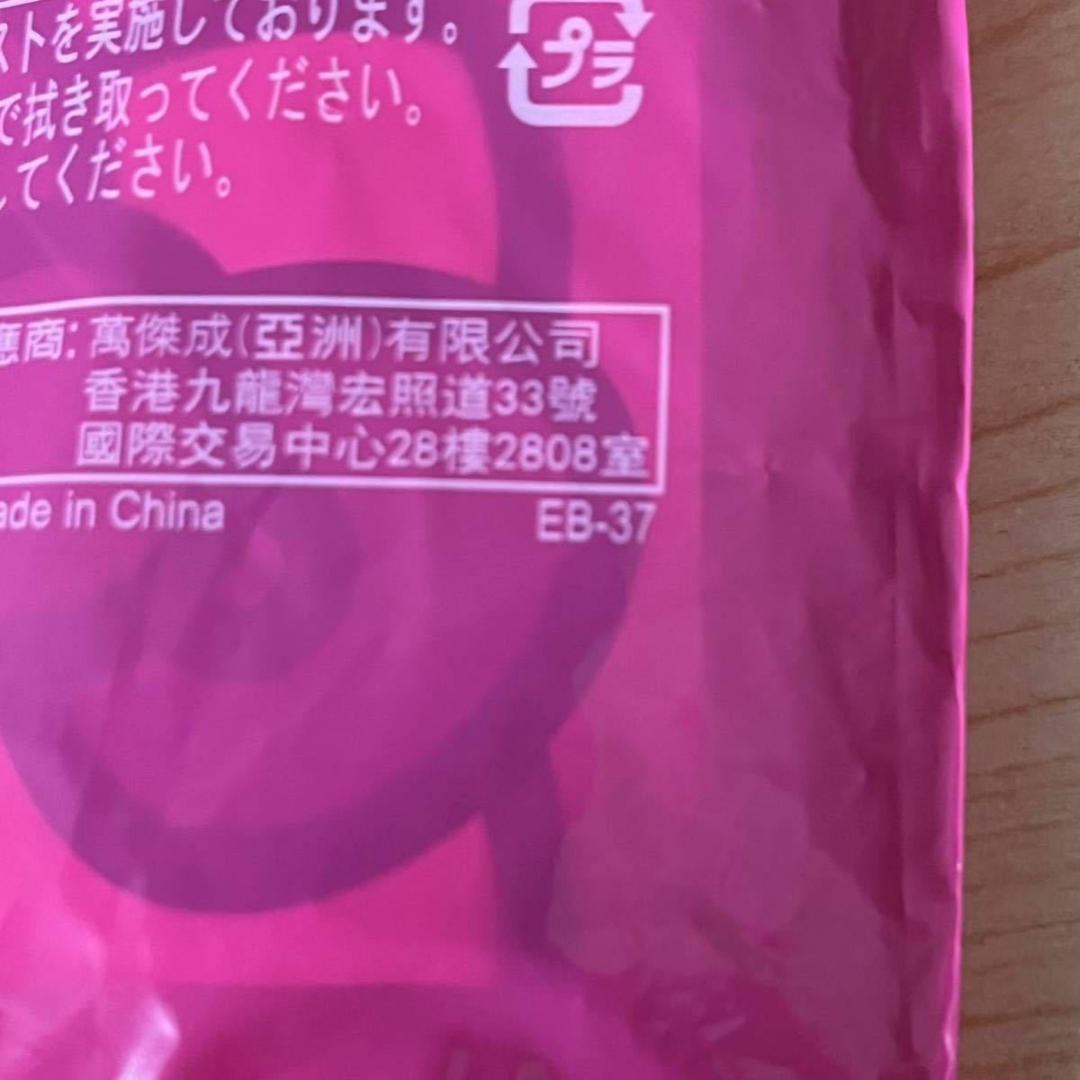 ストを実施しております。
プラ
で拭き取ってください。
してください。
應商: 萬傑成(亞洲)有限公司
香港九龍灣宏照道33號
國際交易中心28樓2808室
ade in China
EB-37